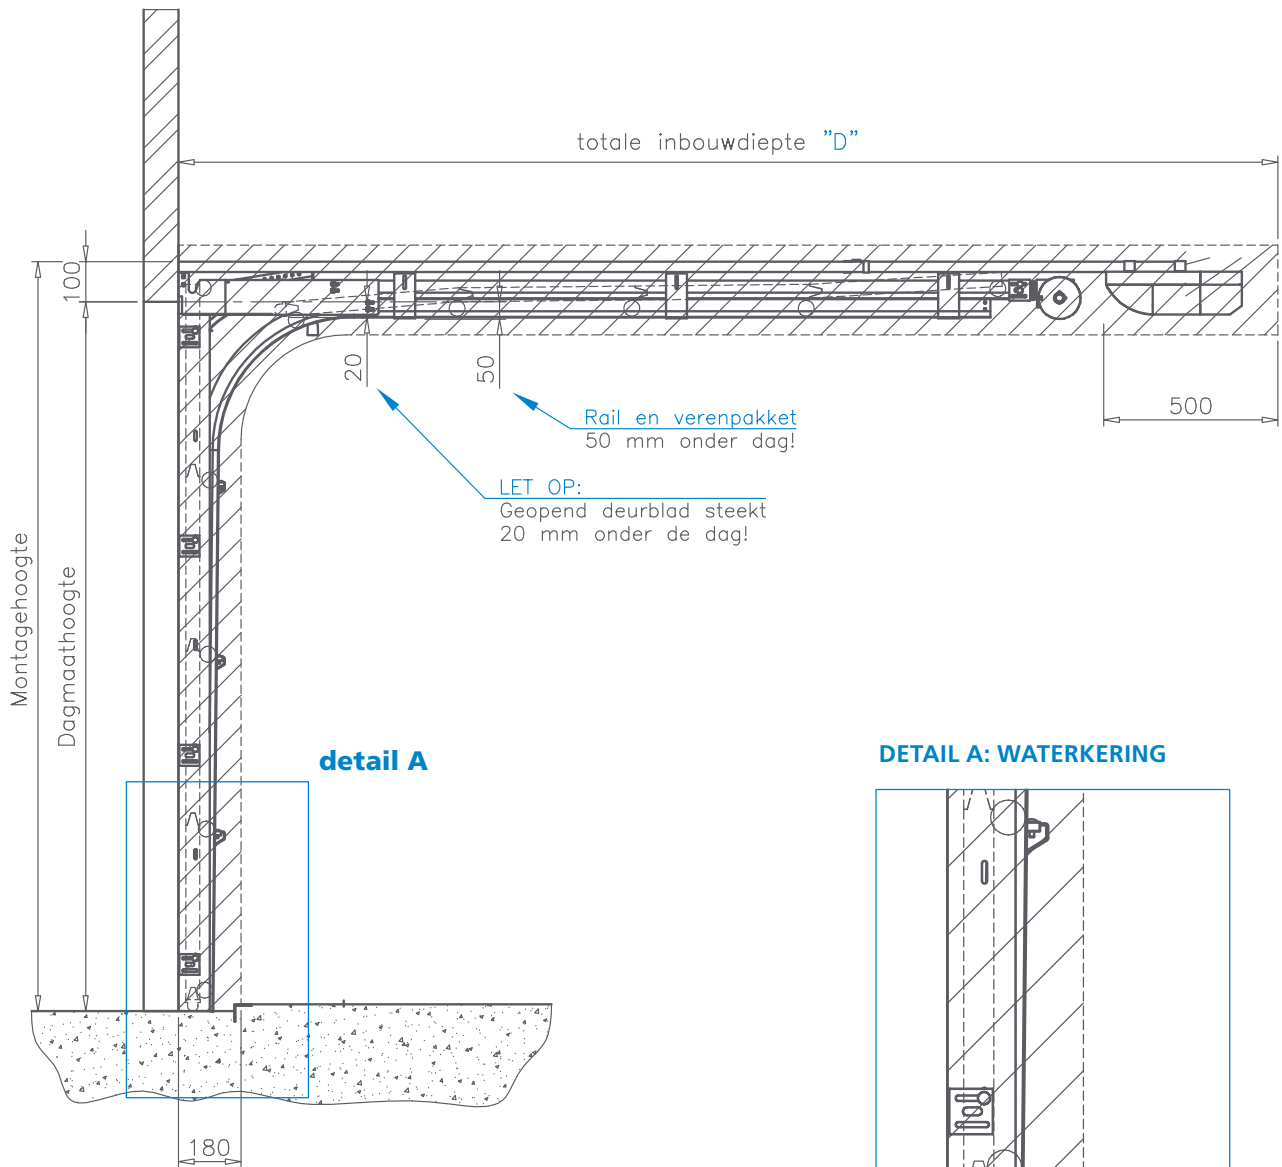 totale inbouwdiepte "D"
100
20
50
500
Rail en verenpakket
50 mm onder dag!
LET OP:
Geopend deurblad steekt
20 mm onder de dag!
Montagehoogte
Dagmaathoogte
detail A
DETAIL A: WATERKERING
180